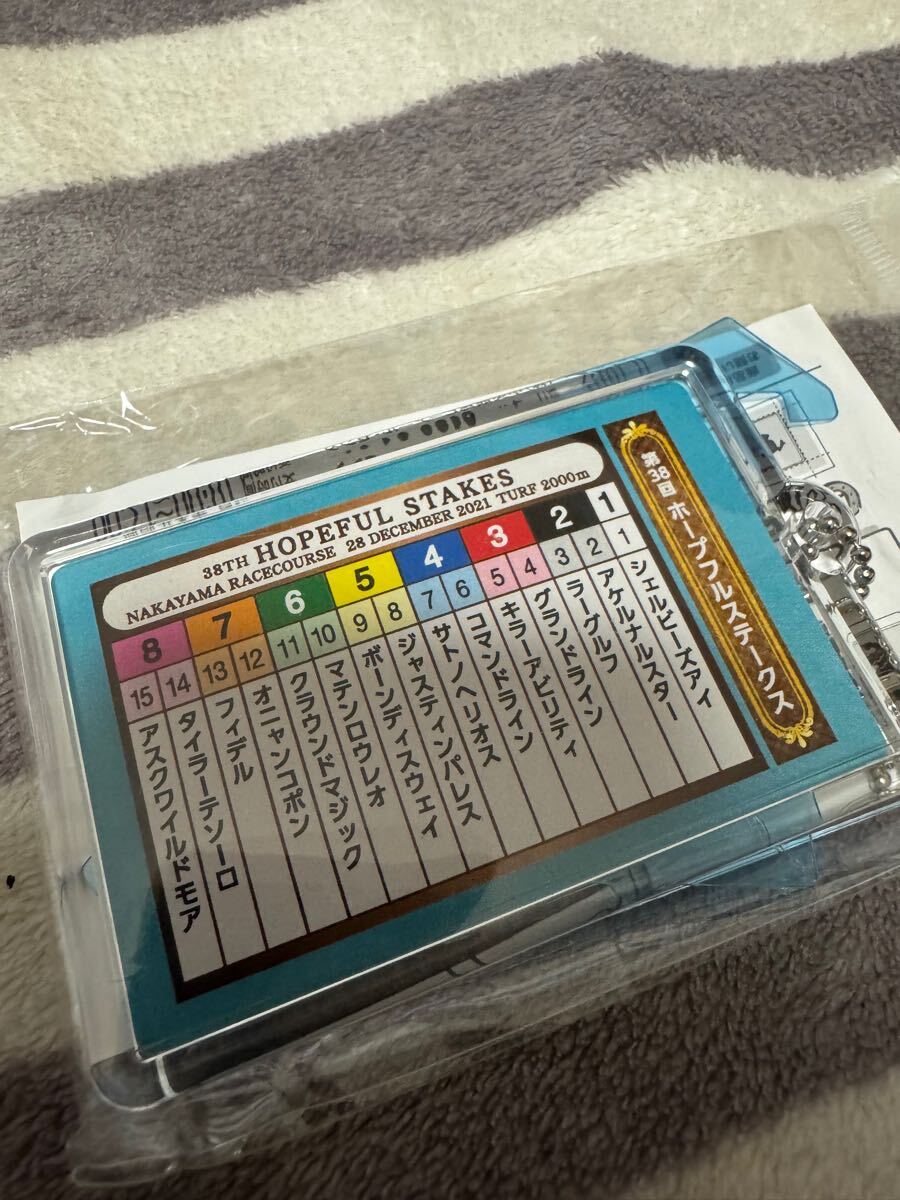 第38回 ホープフルステークス
38TH HOPEFUL STAKES
NAKAYAMA RACECOURSE 28 DECEMBER 2021 TURF 2000m
8 7 6 5 4 3 2 1
15 14 13 12 11 10 9 8 7 6 5 4 3 2 1
シェルビーズアイ
アケルナルスター
ラーグルフ
グランドライン
キラーアビリティ
コマンドライン
サトノヘリオス
ジャスティンパレス
ボーンディスウェイ
マテンロウレオ
クラウンドマジック
オニャンコポン
フィデル
タイラーテソーロ
アスクワイルドモア